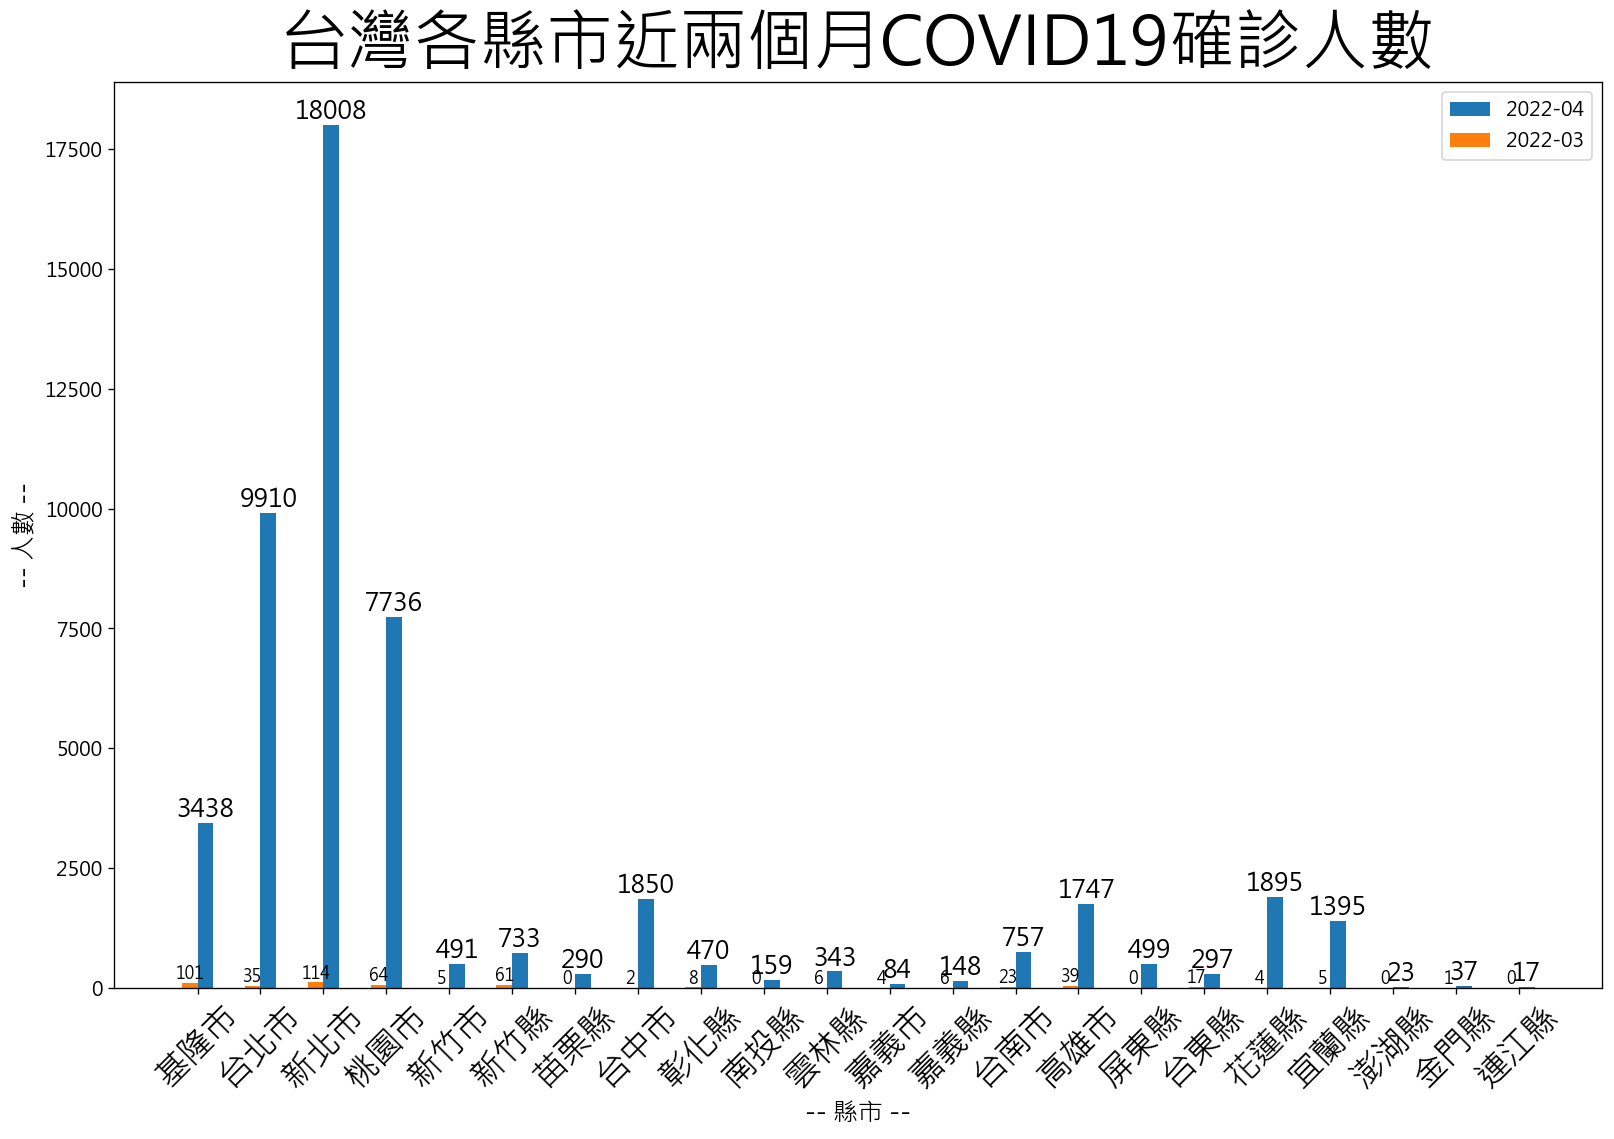 台灣各縣市近兩個月COVID19確診人數
2022-04
2022-03
-- 人數 --
17500
15000
12500
10000
7500
5000
2500
0
101
3438
35
9910
114
18008
64
7736
5
491
61
733
0
290
2
1850
8
470
0
159
6
343
4
84
6
148
23
757
39
1747
0
499
17
297
4
1895
5
1395
0
23
1
37
0
17
基隆市
台北市
新北市
桃園市
新竹市
新竹縣
苗栗縣
台中市
彰化縣
南投縣
雲林縣
嘉義市
嘉義縣
台南市
高雄市
屏東縣
台東縣
花蓮縣
宜蘭縣
澎湖縣
金門縣
連江縣
-- 縣市 --